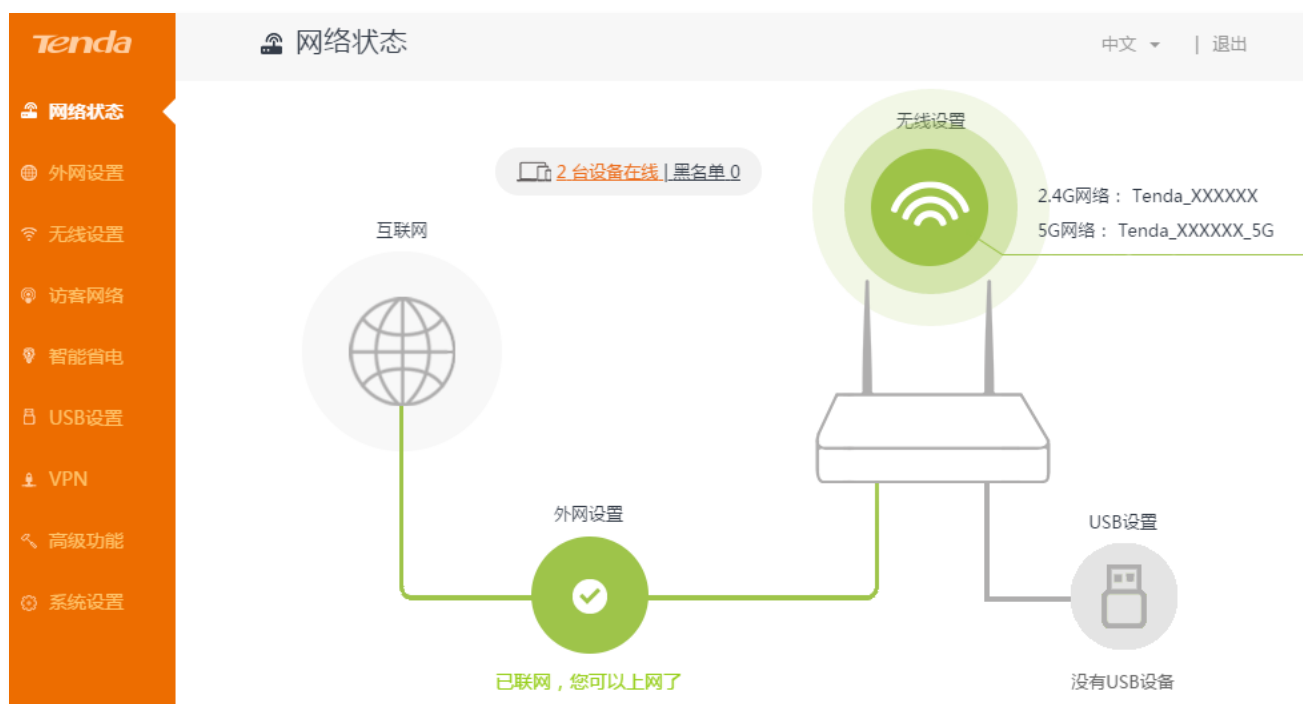 Tenda
网络状态
中文 | 退出
网络状态
外网设置
无线设置
访客网络
智能省电
USB设置
VPN
高级功能
系统设置
无线设置
2 台设备在线 | 黑名单 0
2.4G网络： Tenda_XXXXXX
5G网络： Tenda_XXXXXX_5G
互联网
外网设置
已联网，您可以上网了
USB设置
没有USB设备